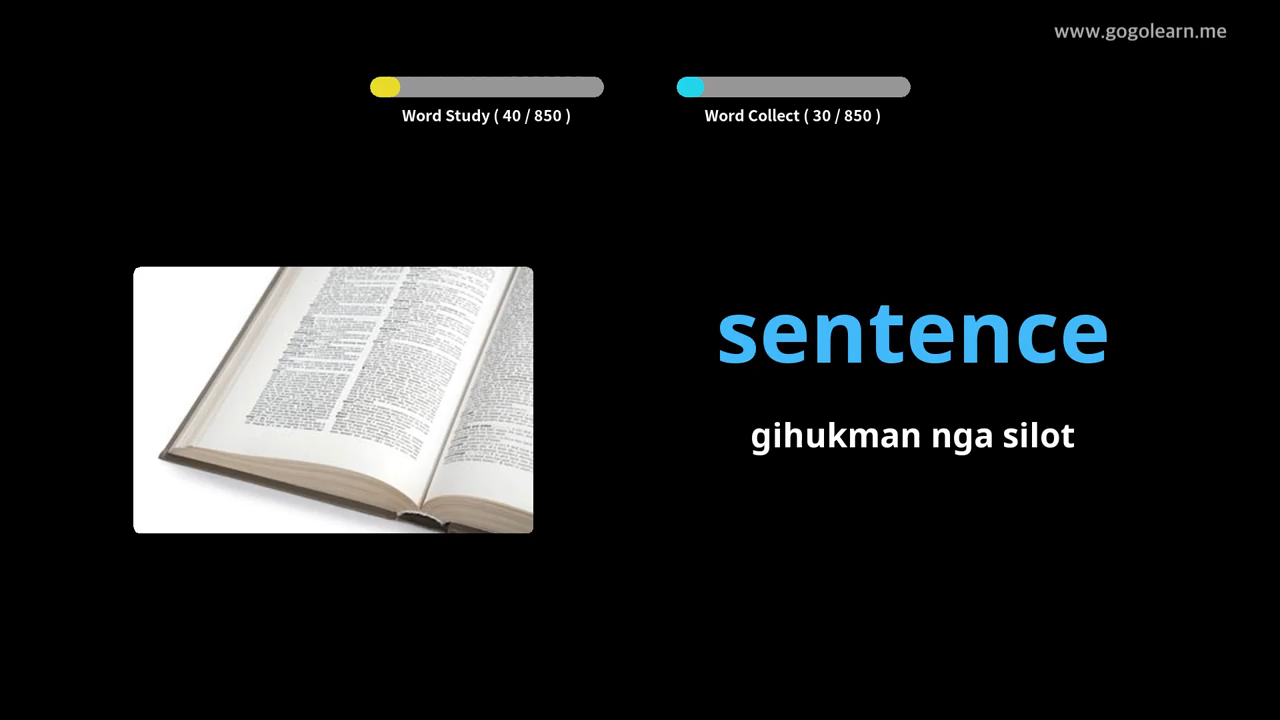 www.gogolearn.me
Word Study ( 40 / 850 )
Word Collect ( 30 / 850 )
sentence
gihukman nga silot